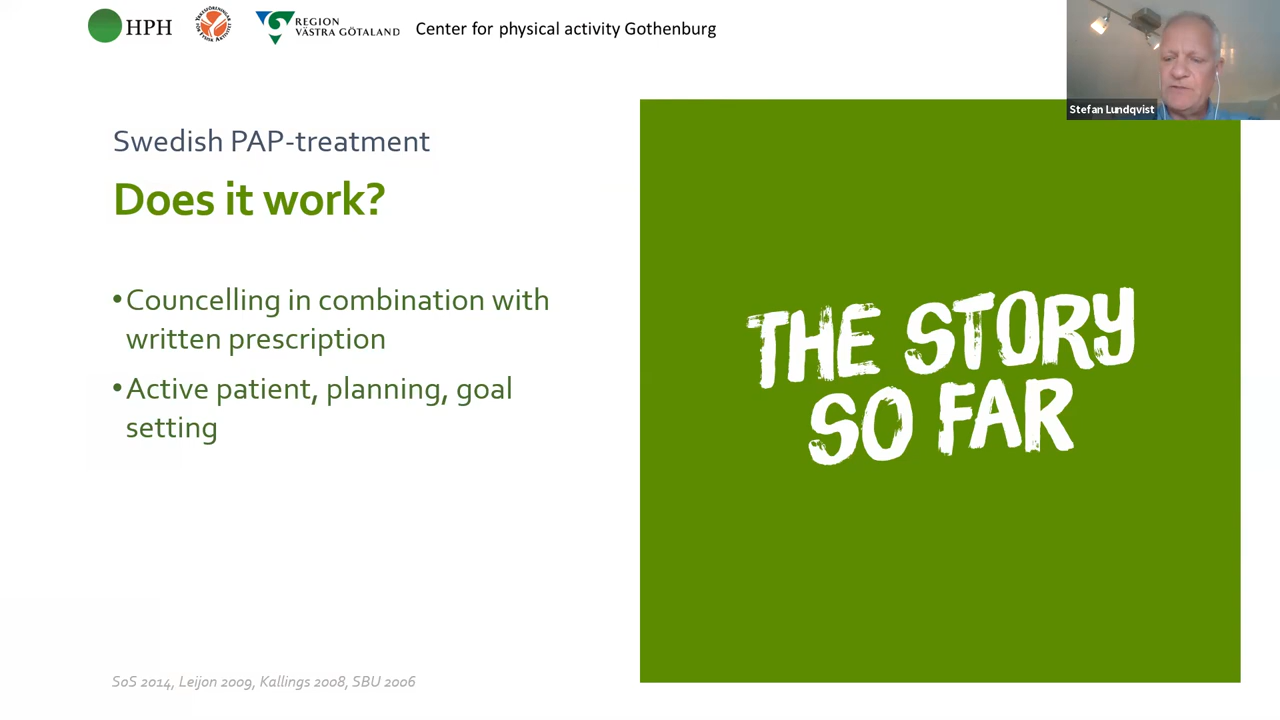 HPH
REGION
VÄSTRA GÖTALAND
Center for physical activity Gothenburg
Stefan Lundqvist
Swedish PAP-treatment
Does it work?
•Councelling in combination with
written prescription
•Active patient, planning, goal
setting
THE STORY
SO FAR
SoS 2014, Leijon 2009, Kallings 2008, SBU 2006